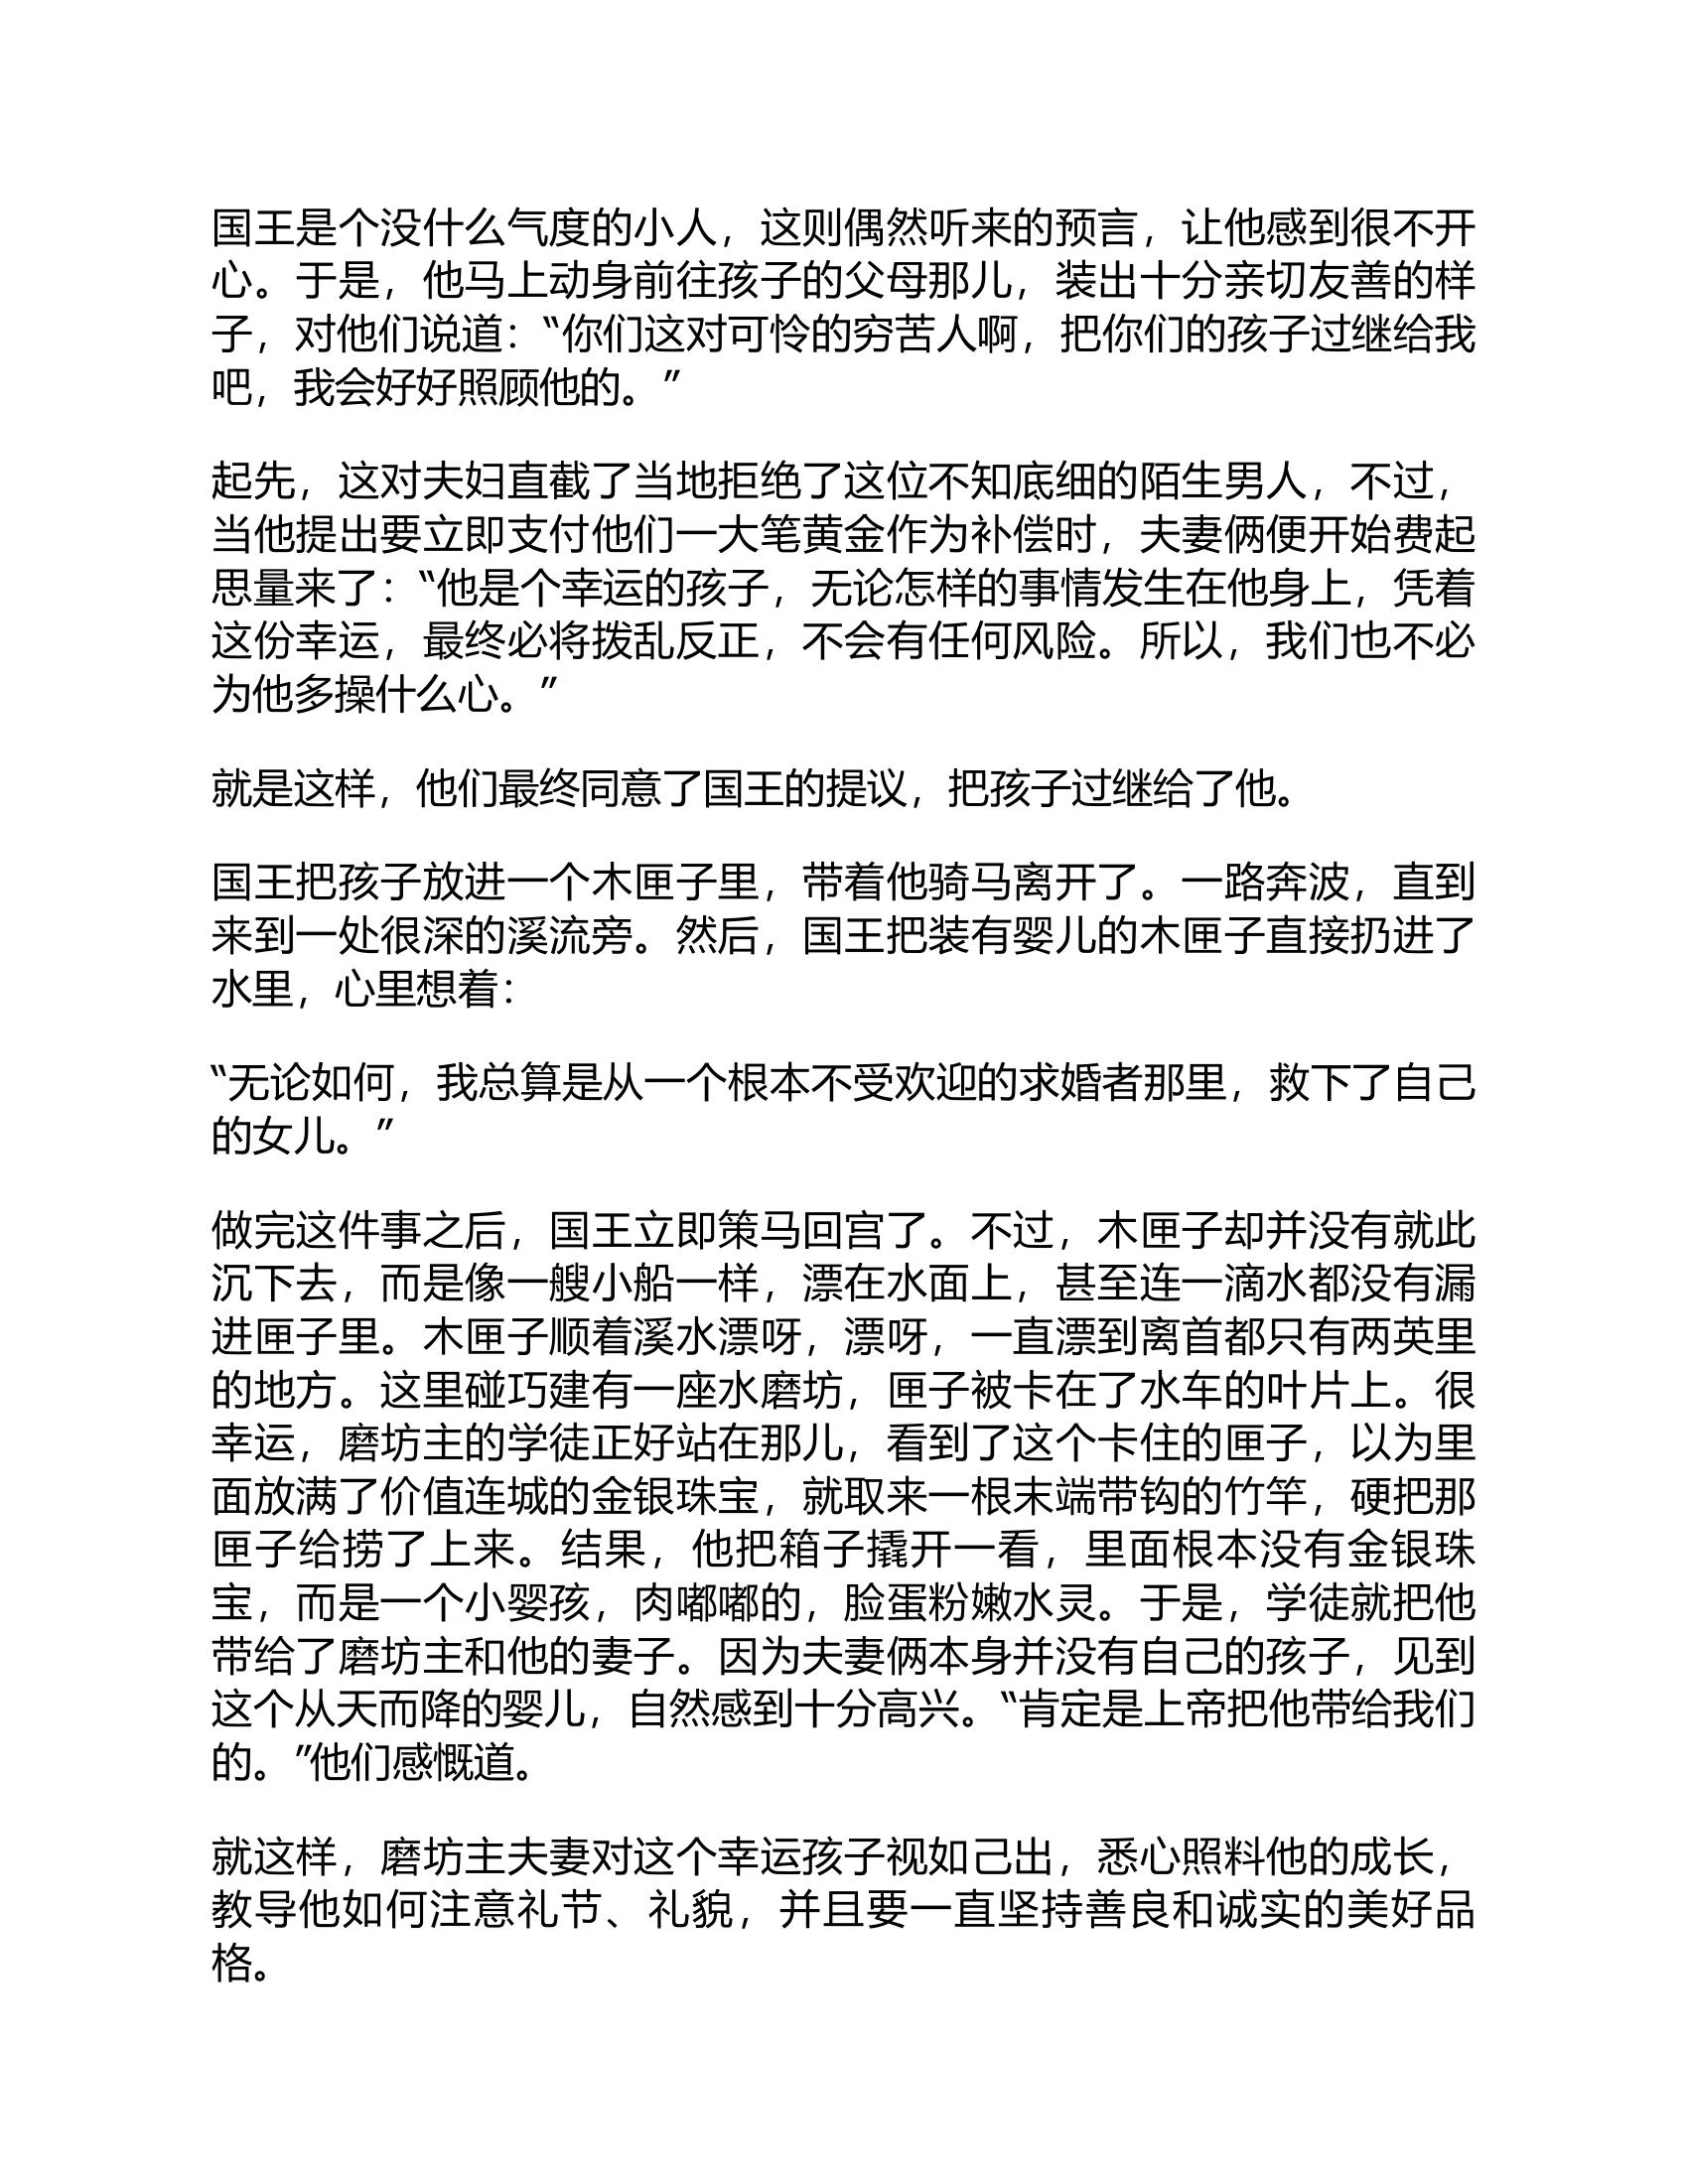 国王是个没什么气度的小人，这则偶然听来的预言，让他感到很不开
心。于是，他马上动身前往孩子的父母那儿，装出十分亲切友善的样
子，对他们说道：“你们这对可怜的穷苦人啊，把你们的孩子过继给我
吧，我会好好照顾他的。”
起先，这对夫妇直截了当地拒绝了这位不知底细的陌生男人，不过，
当他提出要立即支付他们一大笔黄金作为补偿时，夫妻俩便开始费起
思量来了：“他是个幸运的孩子，无论怎样的事情发生在他身上，凭着
这份幸运，最终必将拨乱反正，不会有任何风险。所以，我们也不必
为他多操什么心。”
就是这样，他们最终同意了国王的提议，把孩子过继给了他。
国王把孩子放进一个木匣子里，带着他骑马离开了。一路奔波，直到
来到一处很深的溪流旁。然后，国王把装有婴儿的木匣子直接扔进了
水里，心里想着：
“无论如何，我总算是从一个根本不受欢迎的求婚者那里，救下了自己
的女儿。”
做完这件事之后，国王立即策马回宫了。不过，木匣子却并没有就此
沉下去，而是像一艘小船一样，漂在水面上，甚至连一滴水都没有漏
进匣子里。木匣子顺着溪水漂呀，漂呀，一直漂到离首都只有两英里
的地方。这里碰巧建有一座水磨坊，匣子被卡在了水车的叶片上。很
幸运，磨坊主的学徒正好站在那儿，看到了这个卡住的匣子，以为里
面放满了价值连城的金银珠宝，就取来一根末端带钩的竹竿，硬把那
匣子给捞了上来。结果，他把箱子撬开一看，里面根本没有金银珠
宝，而是一个小婴孩，肉嘟嘟的，脸蛋粉嫩水灵。于是，学徒就把他
带给了磨坊主和他的妻子。因为夫妻俩本身并没有自己的孩子，见到
这个从天而降的婴儿，自然感到十分高兴。“肯定是上帝把他带给我们
的。”他们感慨道。
就这样，磨坊主夫妻对这个幸运孩子视如己出，悉心照料他的成长，
教导他如何注意礼节、礼貌，并且要一直坚持善良和诚实的美好品
格。